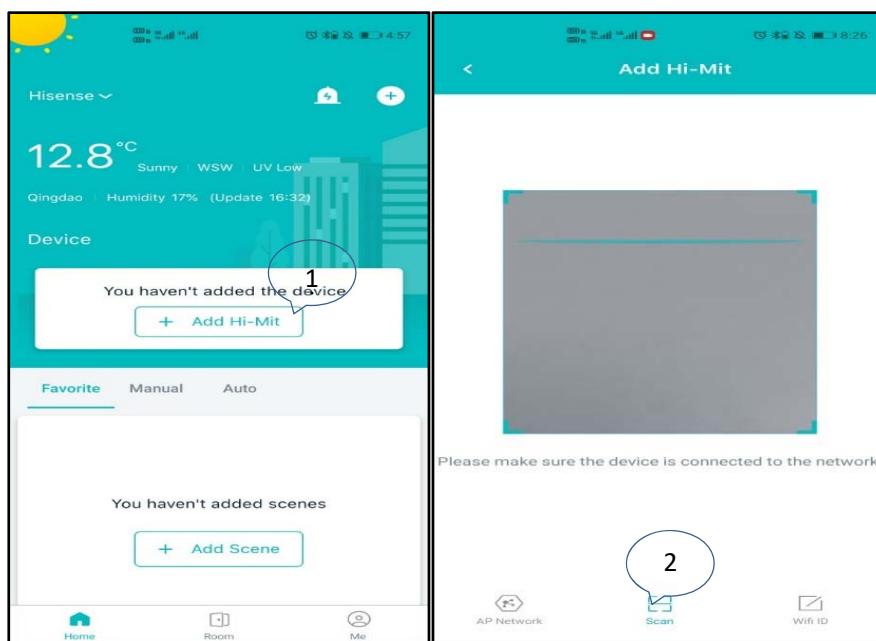 4:57
Hisense
12.8°C
Sunny WSW UV Low
Qingdao Humidity 17% (Update 16:32)
Device
1
You haven't added the device
+ Add Hi-Mit
Favorite Manual Auto
You haven't added scenes
+ Add Scene
Home Room Me
8:26
< Add Hi-Mit
Please make sure the device is connected to the network
2
AP Network Scan Wifi ID